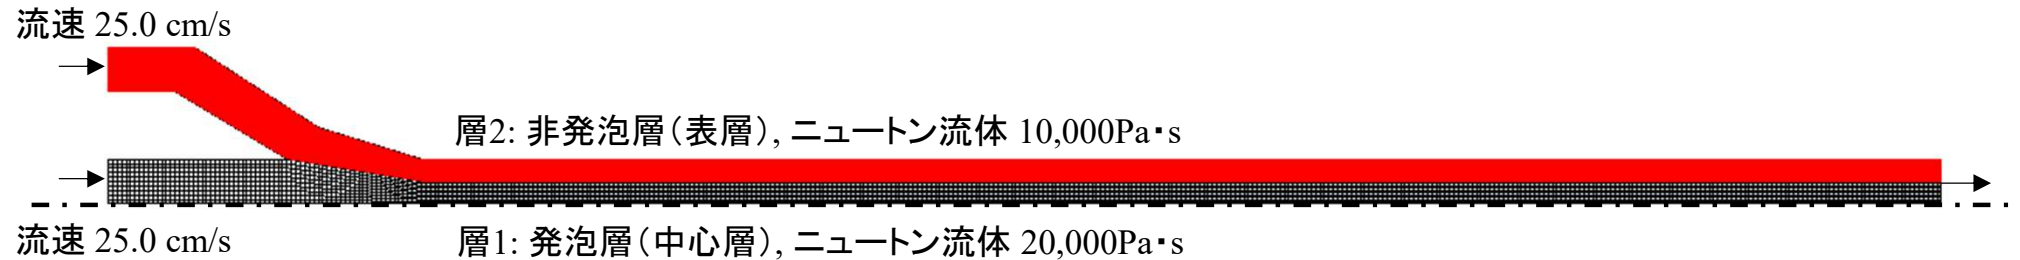 流速 25.0 cm/s
層2: 非発泡層(表層), ニュートン流体 10,000Pa・s
流速 25.0 cm/s
層1: 発泡層(中心層), ニュートン流体 20,000Pa・s